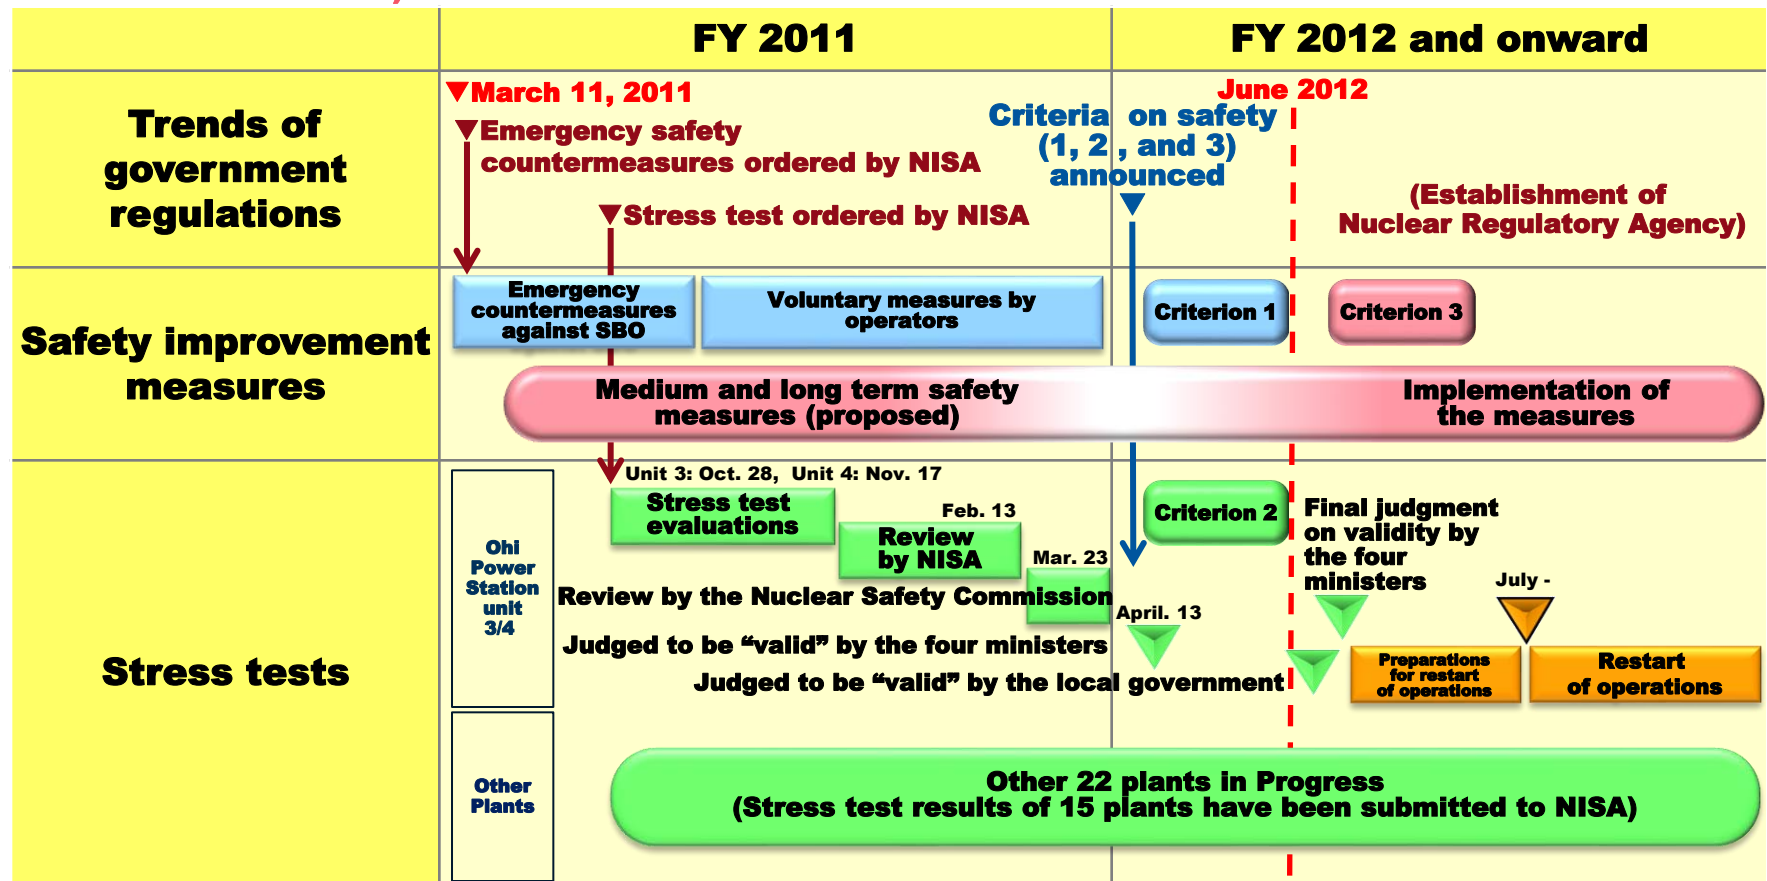 FY 2011
FY 2012 and onward
Trends of
government
regulations
▼March 11, 2011
▼Emergency safety
countermeasures ordered by NISA
▼Stress test ordered by NISA
Criteria on safety
(1, 2 , and 3)
announced
June 2012
(Establishment of
Nuclear Regulatory Agency)
Safety improvement
measures
Emergency
countermeasures
against SBO
Voluntary measures by
operators
Criterion 1
Criterion 3
Medium and long term safety
measures (proposed)
Implementation of
the measures
Stress tests
Ohi
Power
Station
unit
3/4
Unit 3: Oct. 28, Unit 4: Nov. 17
Stress test
evaluations
Feb. 13
Review
by NISA
Mar. 23
Review by the Nuclear Safety Commission
Criterion 2
April. 13
Judged to be “valid” by the four ministers
Judged to be “valid” by the local government
Final judgment
on validity by
the four
ministers
July -
Preparations
for restart
of operations
Restart
of operations
Other
Plants
Other 22 plants in Progress
(Stress test results of 15 plants have been submitted to NISA)